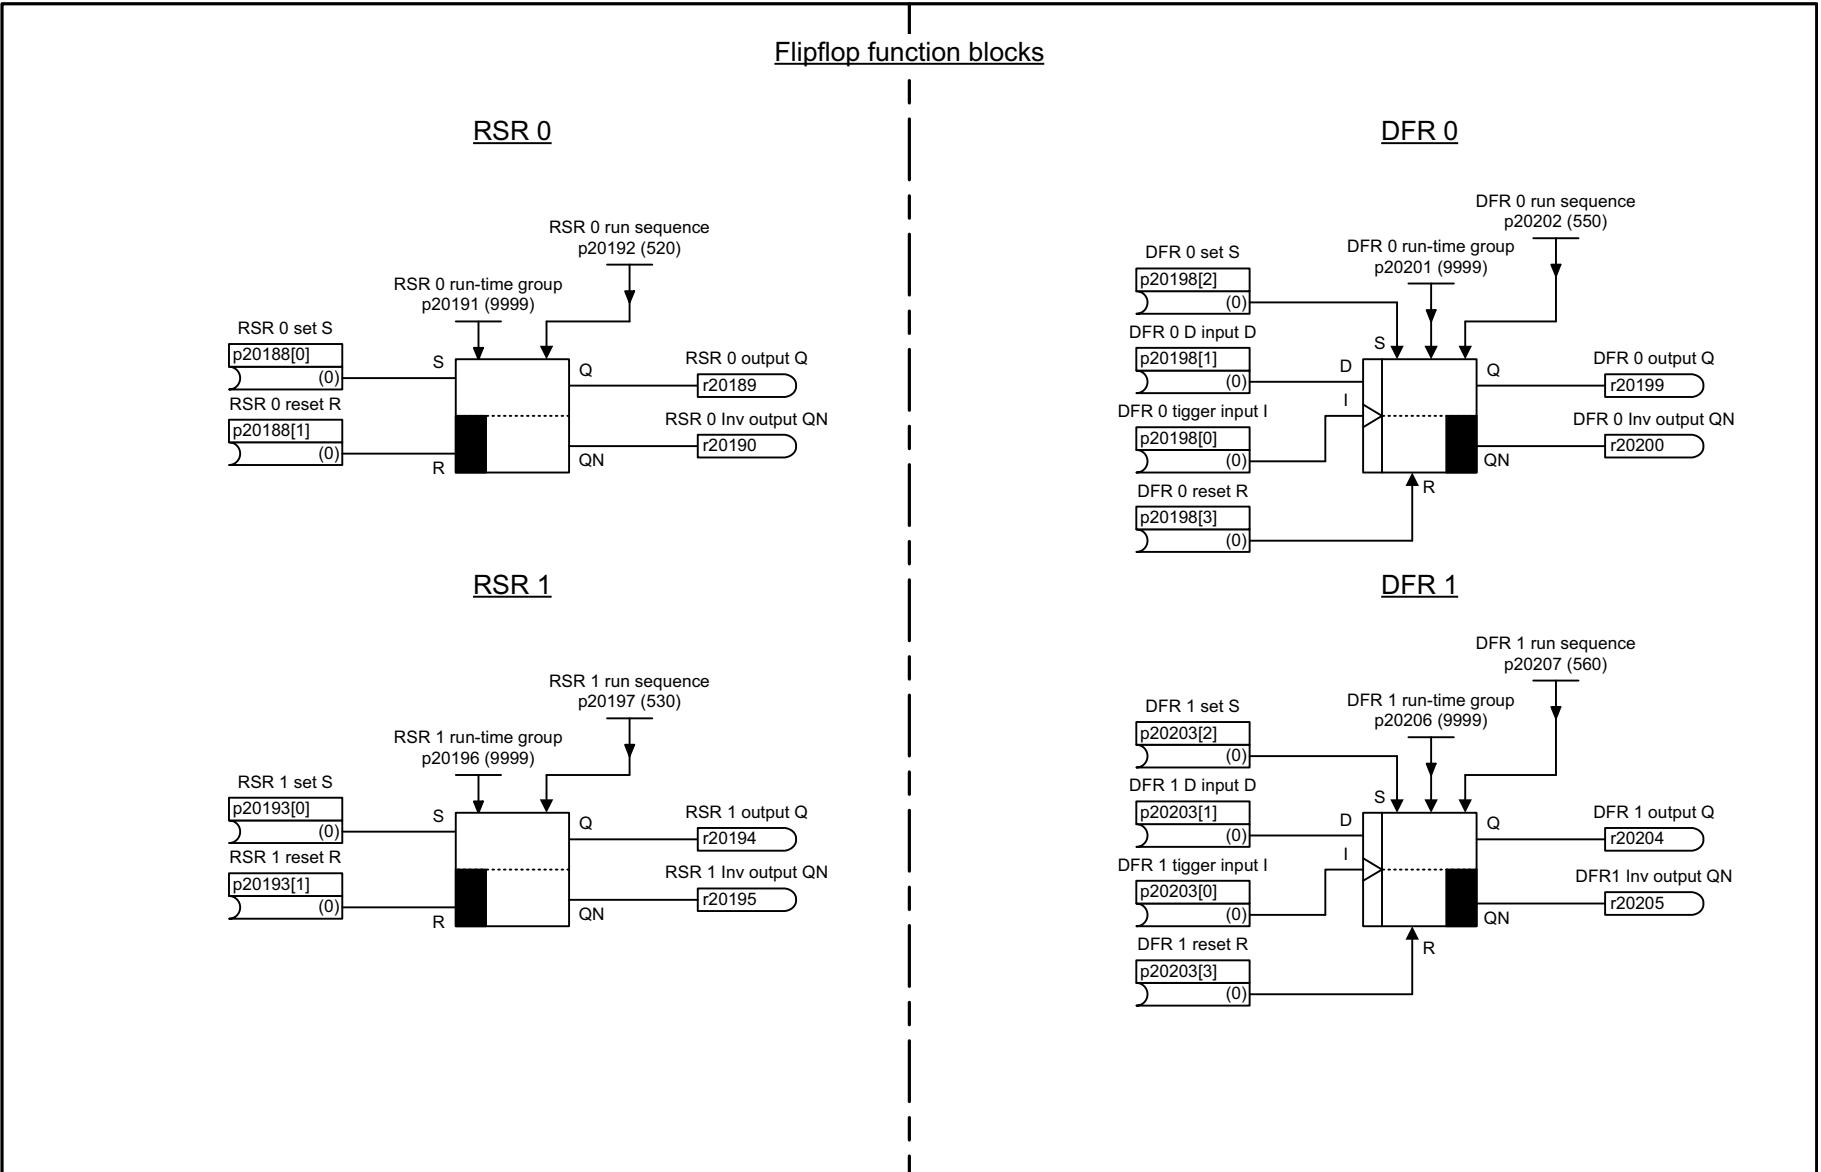 Flipflop function blocks
RSR 0
RSR 0 run sequence
p20192 (520)
RSR 0 run-time group
p20191 (9999)
RSR 0 set S
p20188[0]
(0)
RSR 0 reset R
p20188[1]
(0)
S
R
Q
QN
RSR 0 output Q
r20189
RSR 0 Inv output QN
r20190
RSR 1
RSR 1 run sequence
p20197 (530)
RSR 1 run-time group
p20196 (9999)
RSR 1 set S
p20193[0]
(0)
RSR 1 reset R
p20193[1]
(0)
S
R
Q
QN
RSR 1 output Q
r20194
RSR 1 Inv output QN
r20195
DFR 0
DFR 0 run sequence
p20202 (550)
DFR 0 run-time group
p20201 (9999)
DFR 0 set S
p20198[2]
(0)
DFR 0 D input D
p20198[1]
(0)
DFR 0 tigger input I
p20198[0]
(0)
DFR 0 reset R
p20198[3]
(0)
S
D
I
R
Q
QN
DFR 0 output Q
r20199
DFR 0 Inv output QN
r20200
DFR 1
DFR 1 run sequence
p20207 (560)
DFR 1 run-time group
p20206 (9999)
DFR 1 set S
p20203[2]
(0)
DFR 1 D input D
p20203[1]
(0)
DFR 1 tigger input I
p20203[0]
(0)
DFR 1 reset R
p20203[3]
(0)
S
D
I
R
Q
QN
DFR 1 output Q
r20204
DFR1 Inv output QN
r20205